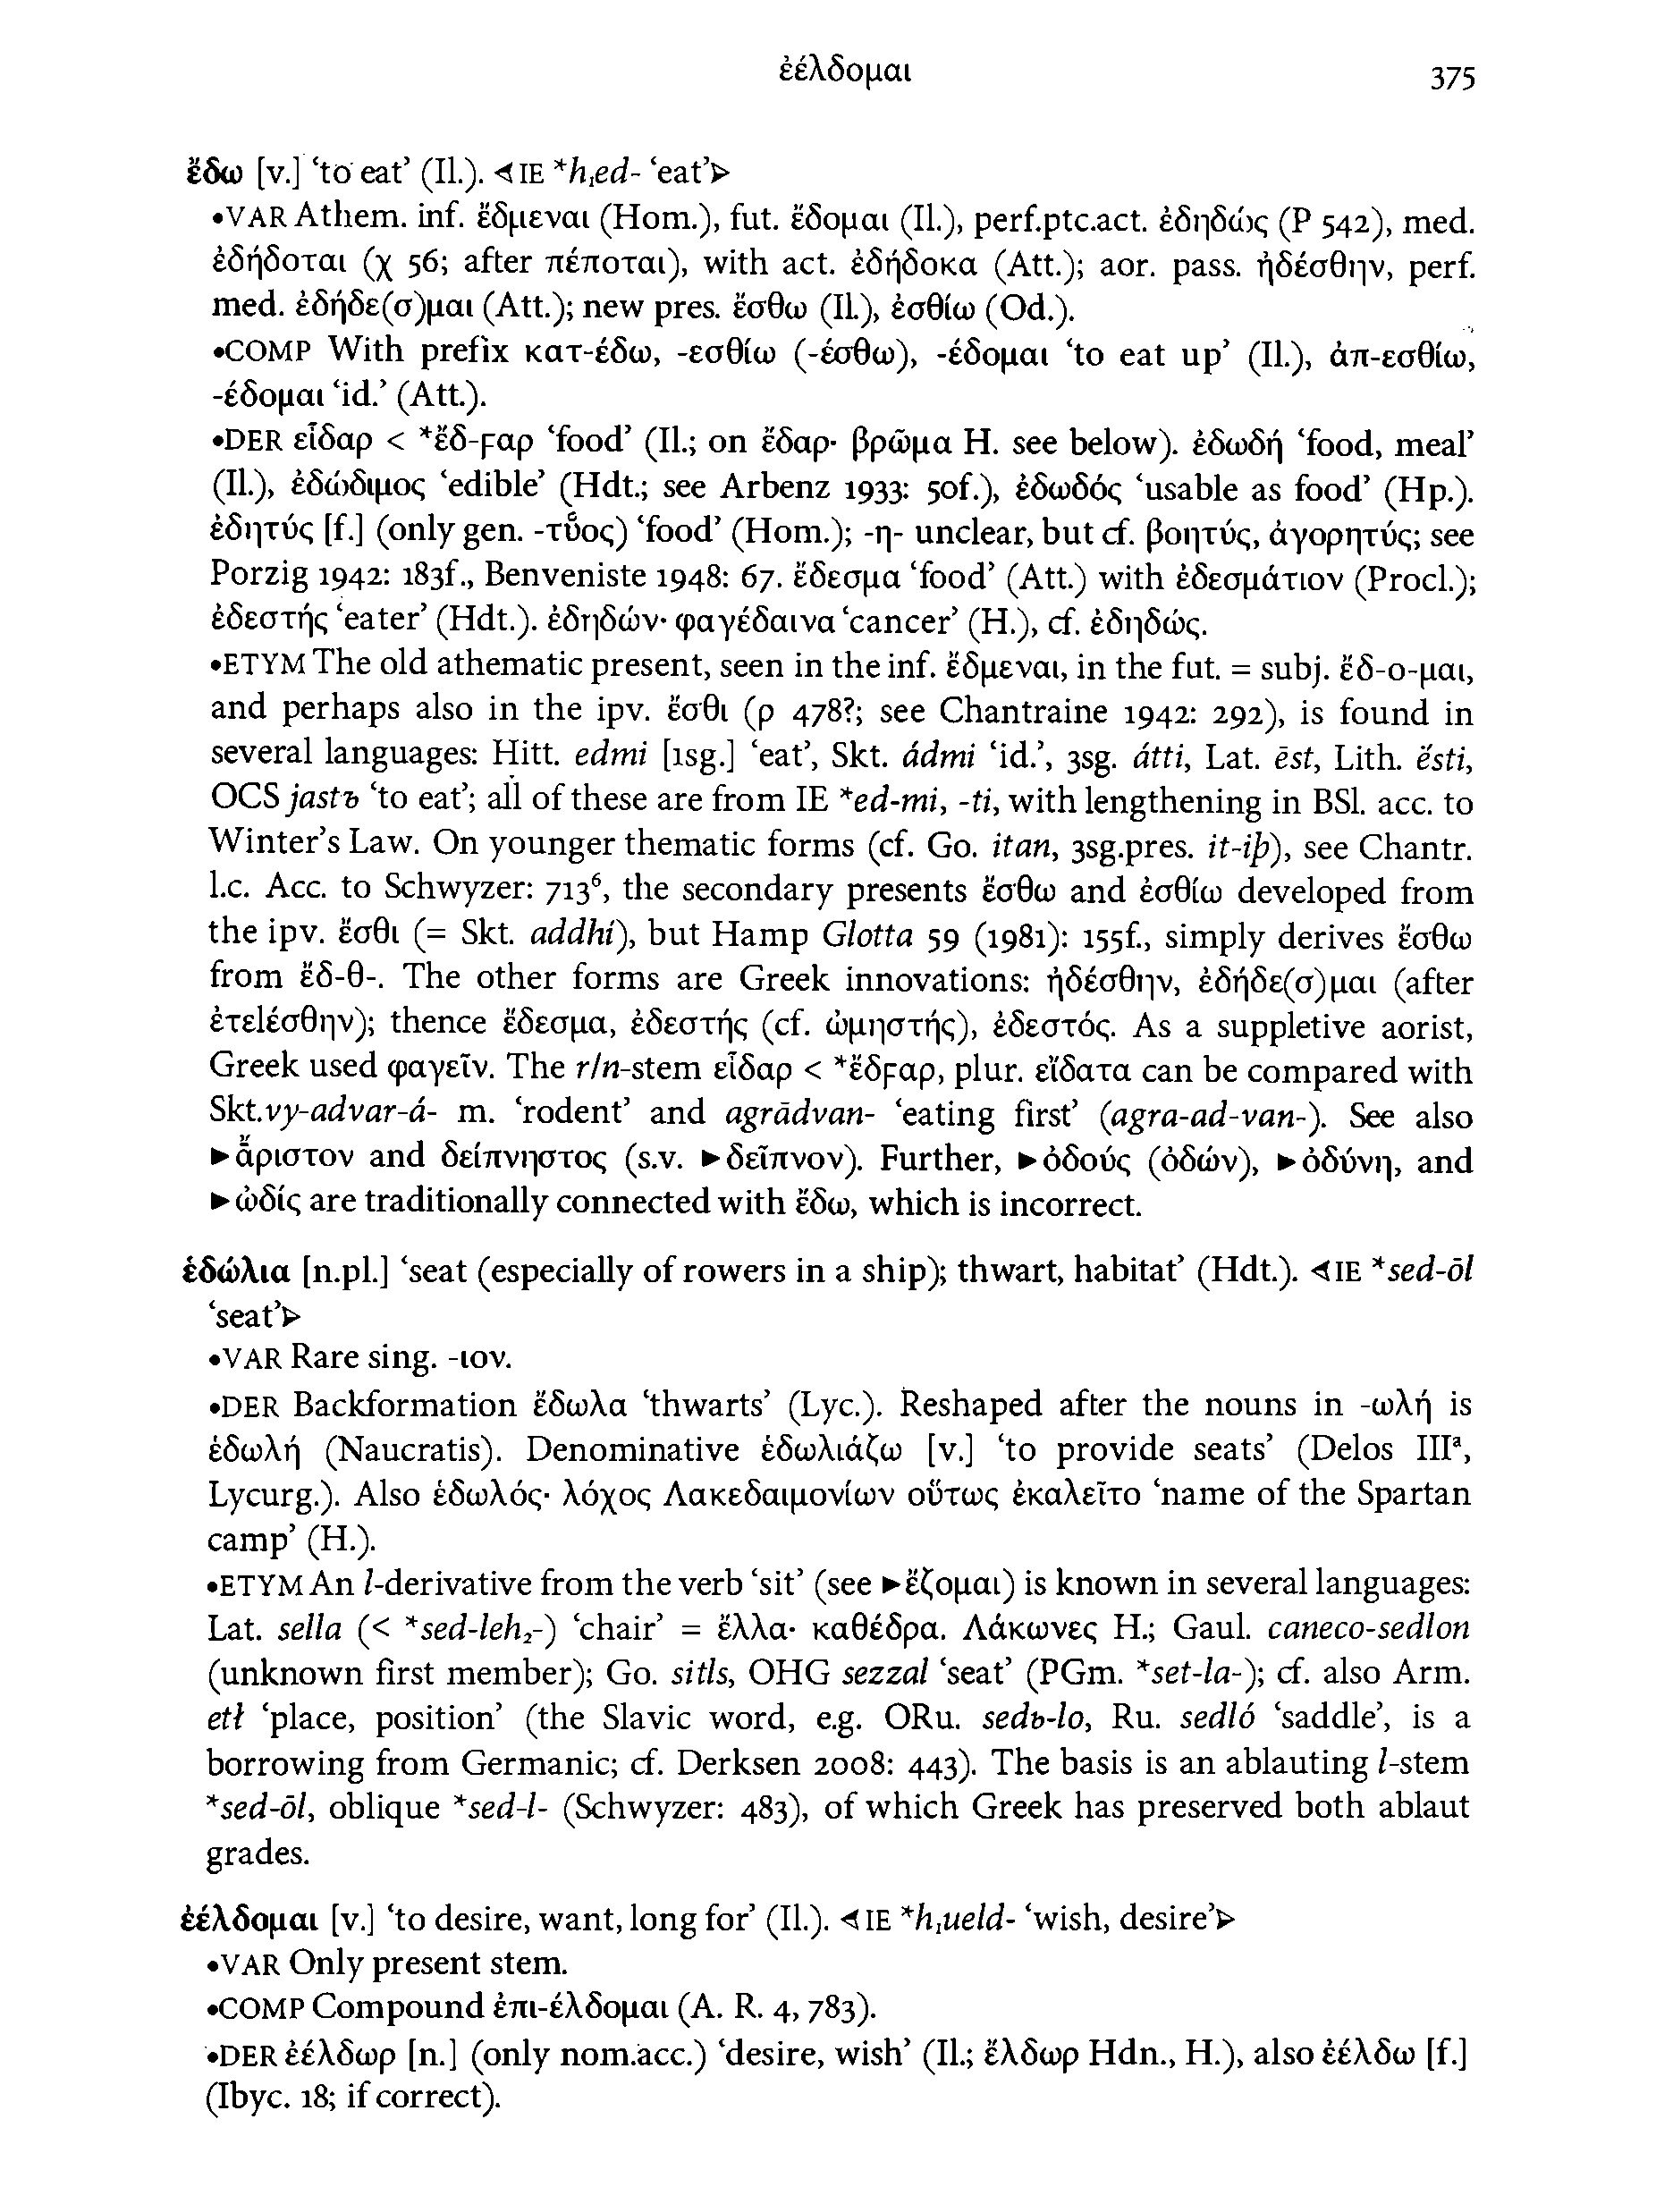 ἐέλδομαι
375
ἔδω [v.] ‘to eat’ (Il.). ⊲IE *h₁ed- ‘eat’⊳
•VAR Athem. inf. ἔδμεναι (Hom.), fut. ἔδομαι (Il.), perf.ptc.act. ἐδηδώς (P 542), med.
ἐδήδοται (χ 56; after πέποται), with act. ἐδήδοκα (Att.); aor. pass. ἠδέσθην, perf.
med. ἐδήδε(σ)μαι (Att.); new pres. ἔσθω (Il.), ἐσθίω (Od.).
•COMP With prefix κατ-έδω, -εσθίω (-έσθω), -έδομαι ‘to eat up’ (Il.), ἀπ-εσθίω,
-έδομαι ‘id.’ (Att.).
•DER εἶδαρ < *ἔδ-ϝαρ ‘food’ (Il.; on ἔδαρ· βρῶμα H. see below). ἐδωδή ‘food, meal’
(Il.), ἐδώδιμος ‘edible’ (Hdt.; see Arbenz 1933: 50f.), ἐδωδός ‘usable as food’ (Hp.).
ἐδητύς [f.] (only gen. -τῦος) ‘food’ (Hom.); -η- unclear, but cf. βοητύς, ἀγορητύς; see
Porzig 1942: 183f., Benveniste 1948: 67. ἔδεσμα ‘food’ (Att.) with ἐδεσμάτιον (Procl.);
ἐδεστής ‘eater’ (Hdt.). ἐδηδών· φαγέδαινα ‘cancer’ (H.), cf. ἐδηδώς.
•ETYM The old athematic present, seen in the inf. ἔδμεναι, in the fut. = subj. ἔδ-ο-μαι,
and perhaps also in the ipv. ἔσθι (ρ 478?; see Chantraine 1942: 292), is found in
several languages: Hitt. edmi [1sg.] ‘eat’, Skt. ádmi ‘id.’, 3sg. átti, Lat. ēst, Lith. ė́sti,
OCS jastъ ‘to eat’; all of these are from IE *ed-mi, -ti, with lengthening in BSl. acc. to
Winter’s Law. On younger thematic forms (cf. Go. itan, 3sg.pres. it-iþ), see Chantr.
l.c. Acc. to Schwyzer: 713⁶, the secondary presents ἔσθω and ἐσθίω developed from
the ipv. ἔσθι (= Skt. addhí), but Hamp Glotta 59 (1981): 155f., simply derives ἔσθω
from ἔδ-θ-. The other forms are Greek innovations: ἠδέσθην, ἐδήδε(σ)μαι (after
ἐτελέσθην); thence ἔδεσμα, ἐδεστής (cf. ὠμηστής), ἐδεστός. As a suppletive aorist,
Greek used φαγεῖν. The r/n-stem εἶδαρ < *ἔδϝαρ, plur. εἴδατα can be compared with
Skt.vy-advar-á- m. ‘rodent’ and agrādvan- ‘eating first’ (agra-ad-van-). See also
►ἄριστον and δείπνηστος (s.v. ►δεῖπνον). Further, ►ὀδούς (ὀδών), ►ὀδύνη, and
►ὠδίς are traditionally connected with ἔδω, which is incorrect.
ἑδώλια [n.pl.] ‘seat (especially of rowers in a ship); thwart, habitat’ (Hdt.). ⊲IE *sed-ōl
‘seat’⊳
•VAR Rare sing. -ιον.
•DER Backformation ἕδωλα ‘thwarts’ (Lyc.). Reshaped after the nouns in -ωλή is
ἑδωλή (Naucratis). Denominative ἑδωλιάζω [v.] ‘to provide seats’ (Delos IIIᵃ,
Lycurg.). Also ἑδωλός· λόχος Λακεδαιμονίων οὕτως ἐκαλεῖτο ‘name of the Spartan
camp’ (H.).
•ETYM An l-derivative from the verb ‘sit’ (see ►ἕζομαι) is known in several languages:
Lat. sella (< *sed-leh₂-) ‘chair’ = ἕλλα· καθέδρα. Λάκωνες H.; Gaul. caneco-sedlon
(unknown first member); Go. sitls, OHG sezzal ‘seat’ (PGm. *set-la-); cf. also Arm.
etł ‘place, position’ (the Slavic word, e.g. ORu. sedъ-lo, Ru. sedló ‘saddle’, is a
borrowing from Germanic; cf. Derksen 2008: 443). The basis is an ablauting l-stem
*sed-ōl, oblique *sed-l- (Schwyzer: 483), of which Greek has preserved both ablaut
grades.
ἐέλδομαι [v.] ‘to desire, want, long for’ (Il.). ⊲IE *h₁ueld- ‘wish, desire’⊳
•VAR Only present stem.
•COMP Compound ἐπι-έλδομαι (A. R. 4, 783).
•DER ἐέλδωρ [n.] (only nom.acc.) ‘desire, wish’ (Il.; ἔλδωρ Hdn., H.), also ἐέλδω [f.]
(Ibyc. 18; if correct).